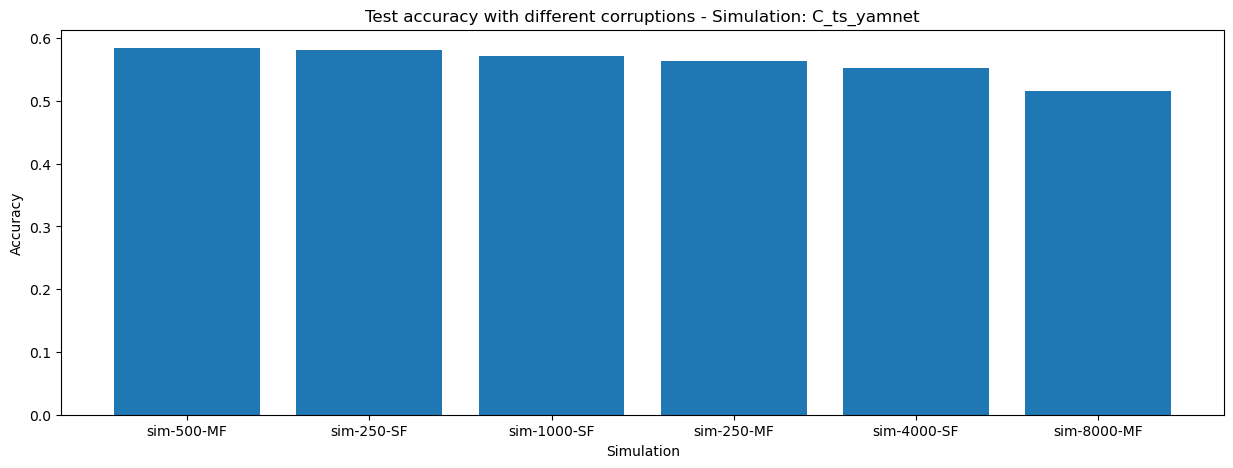 Test accuracy with different corruptions - Simulation: C_ts_yamnet
0.6
0.5
0.4
0.3
0.2
0.1
0.0
Accuracy
sim-500-MF
sim-250-SF
sim-1000-SF
sim-250-MF
sim-4000-SF
sim-8000-MF
Simulation